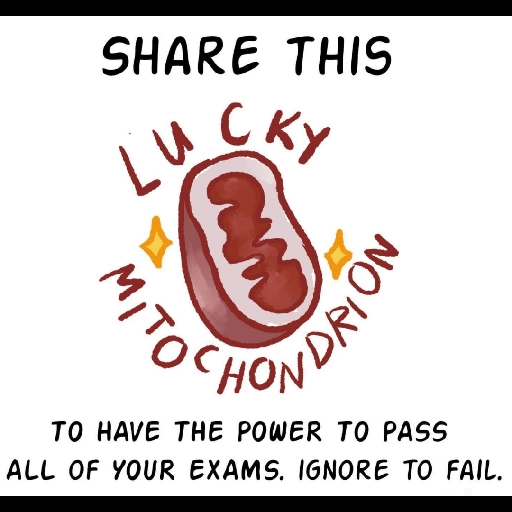 SHARE THIS
LUCKY
MITOCHONDRION
TO HAVE THE POWER TO PASS
ALL OF YOUR EXAMS. IGNORE TO FAIL.